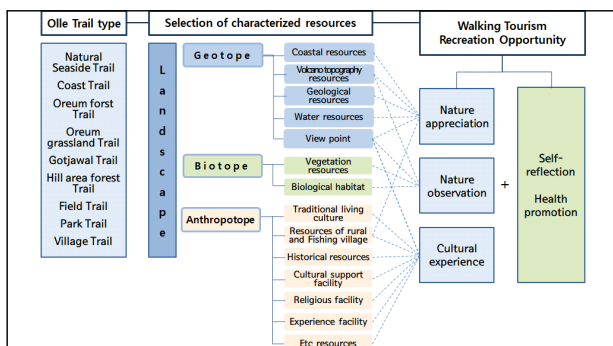 Olle Trail type
Selection of characterized resources
Walking Tourism
Recreation Opportunity
Natural
Seaside Trail
Coast Trail
Oreum forst
Trail
Oreum
grassland Trail
Gotjawal Trail
Hill area forest
Trail
Field Trail
Park Trail
Village Trail
Landscape
Geotope
Coastal resources
Volcano topography
resources
Geological
resources
Water resources
View point
Biotope
Vegetation
resources
Biological habitat
Anthropotope
Traditional living
culture
Resources of rural
and Fishing village
Historical resources
Cultural support
facility
Religious facility
Experience facility
Etc resources
Nature
appreciation
Nature
observation
Cultural
experience
+
Self-
reflection
Health
promotion